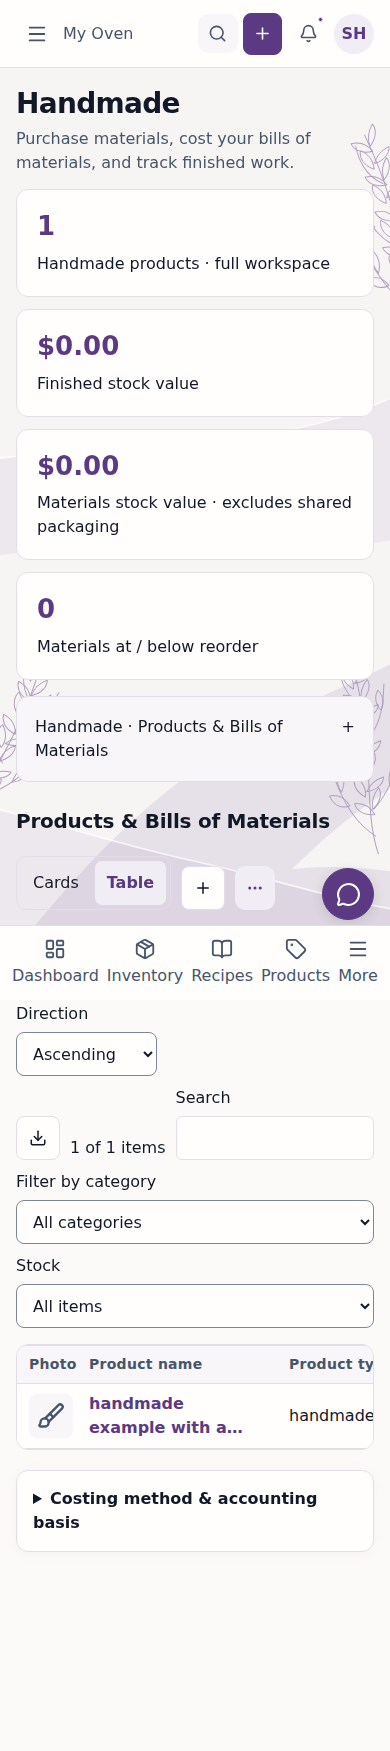 My Oven
SH
Handmade
Purchase materials, cost your bills of
materials, and track finished work.
1
Handmade products · full workspace
$0.00
Finished stock value
$0.00
Materials stock value · excludes shared
packaging
0
Materials at / below reorder
Handmade · Products & Bills of
Materials
+
Products & Bills of Materials
Cards
Table
+
Dashboard
Inventory
Recipes
Products
More
Direction
Ascending
Search
1 of 1 items
Filter by category
All categories
Stock
All items
Photo
Product name
Product ty
handmade
example with a…
handmade
Costing method & accounting
basis